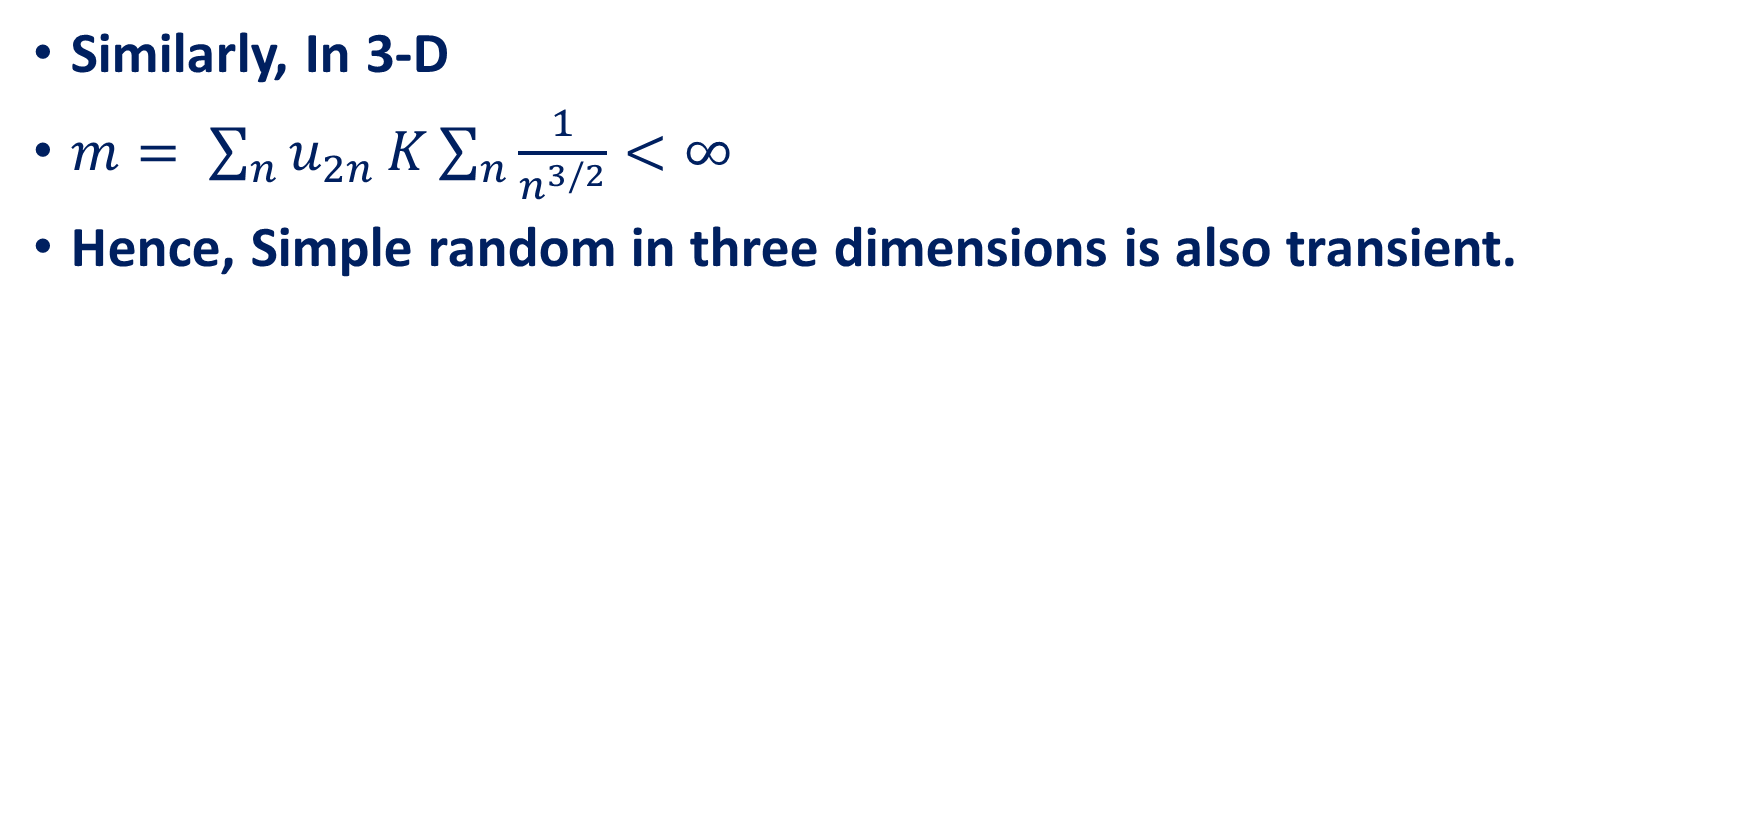 • Similarly, In 3-D
• m = ∑ₙ u₂ₙ K ∑ₙ 1/n^{3/2} < ∞
• Hence, Simple random in three dimensions is also transient.